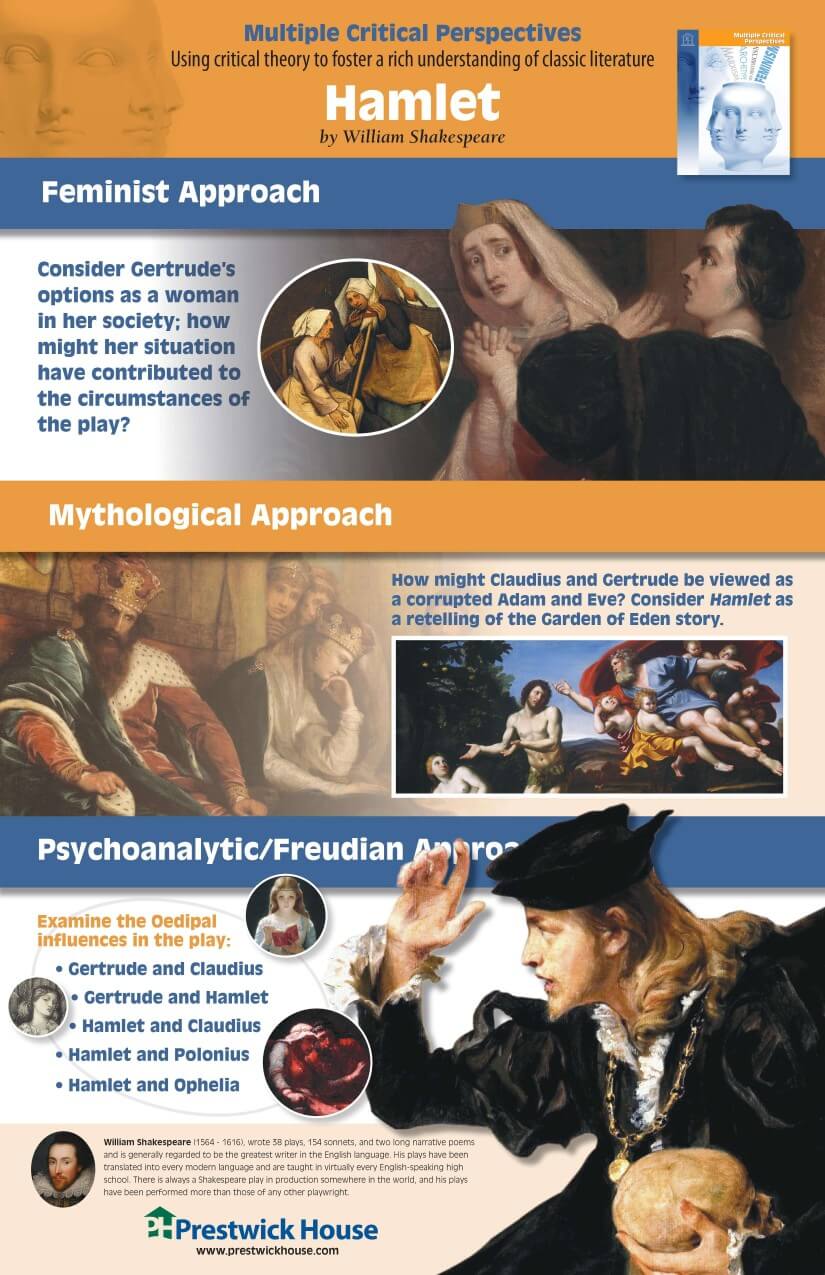 Multiple Critical Perspectives
Using critical theory to foster a rich understanding of classic literature
Hamlet
by William Shakespeare
Multiple Critical
Perspectives
MARXISM
ARCHETYPE
FEMINISM
Feminist Approach
Consider Gertrude's
options as a woman
in her society; how
might her situation
have contributed to
the circumstances of
the play?
Mythological Approach
How might Claudius and Gertrude be viewed as
a corrupted Adam and Eve? Consider Hamlet as
a retelling of the Garden of Eden story.
Psychoanalytic/Freudian Approa
Examine the Oedipal
influences in the play:
• Gertrude and Claudius
• Gertrude and Hamlet
• Hamlet and Claudius
• Hamlet and Polonius
• Hamlet and Ophelia
William Shakespeare (1564 - 1616), wrote 38 plays, 154 sonnets, and two long narrative poems
and is generally regarded to be the greatest writer in the English language. His plays have been
translated into every modern language and are taught in virtually every English-speaking high
school. There is always a Shakespeare play in production somewhere in the world, and his plays
have been performed more than those of any other playwright.
PH Prestwick House
www.prestwickhouse.com